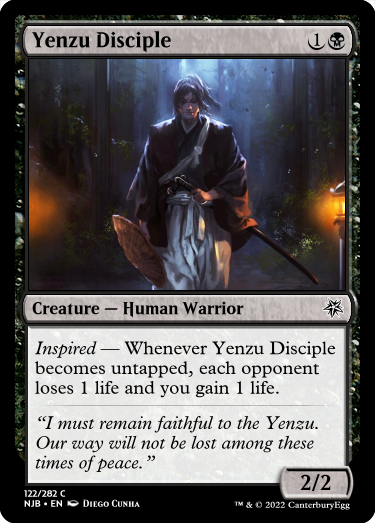 Yenzu Disciple 1
Creature — Human Warrior
Inspired — Whenever Yenzu Disciple
becomes untapped, each opponent
loses 1 life and you gain 1 life.
“I must remain faithful to the Yenzu.
Our way will not be lost among these
times of peace.”
2/2
122/282 C
NJB • EN Diego Cunha
™ & © 2022 CanterburyEgg